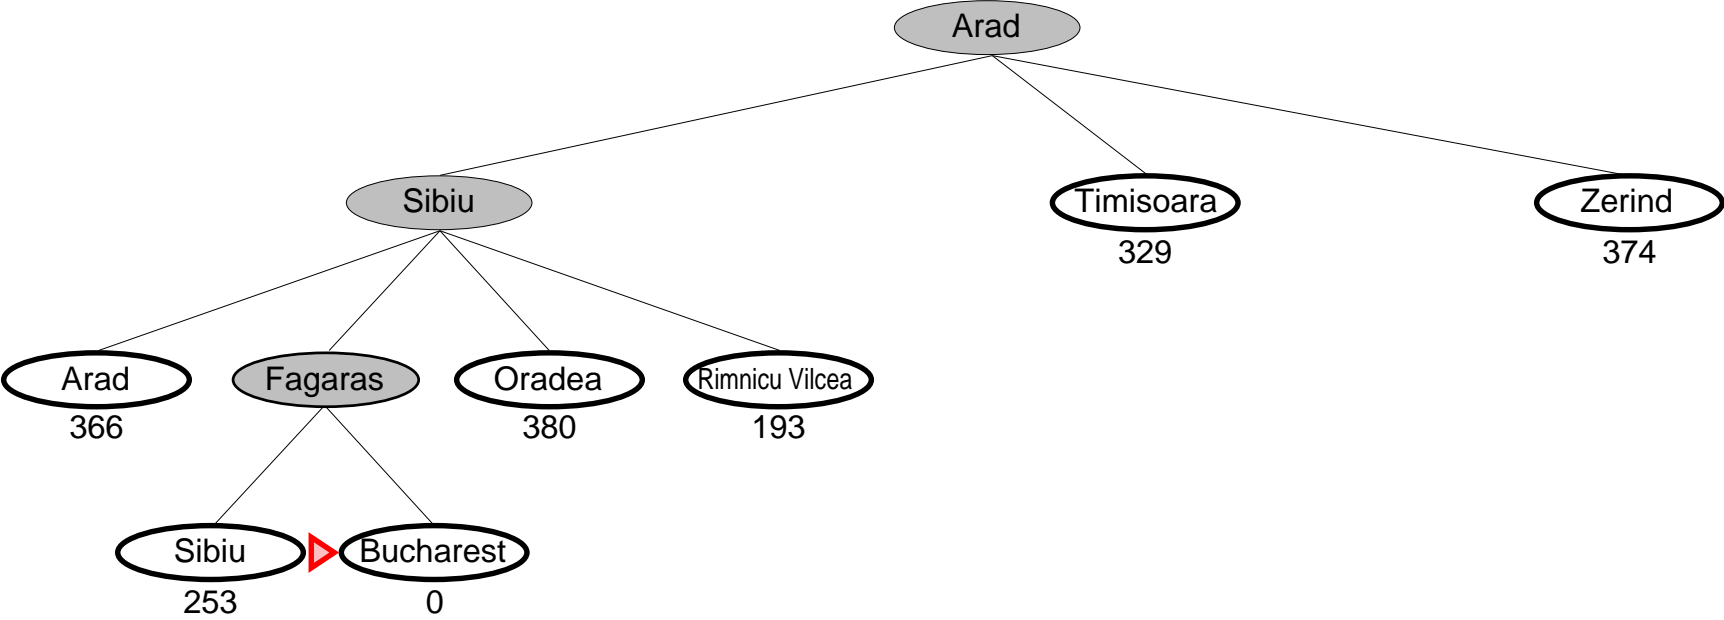 Arad
Sibiu
Timisoara
Zerind
329
374
Arad
Fagaras
Oradea
Rimnicu Vilcea
366
380
193
Sibiu
Bucharest
253
0